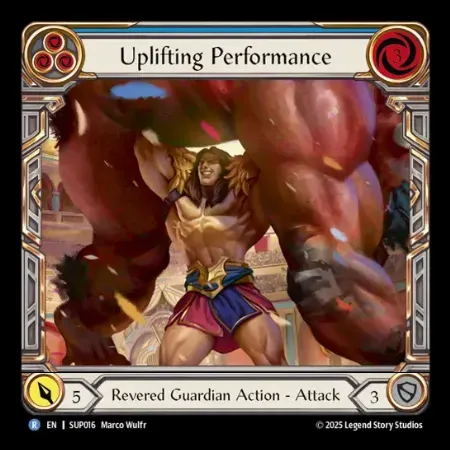 Uplifting Performance
3
5
Revered Guardian Action - Attack
3
R EN | SUP016 Marco Wulfr
© 2025 Legend Story Studios